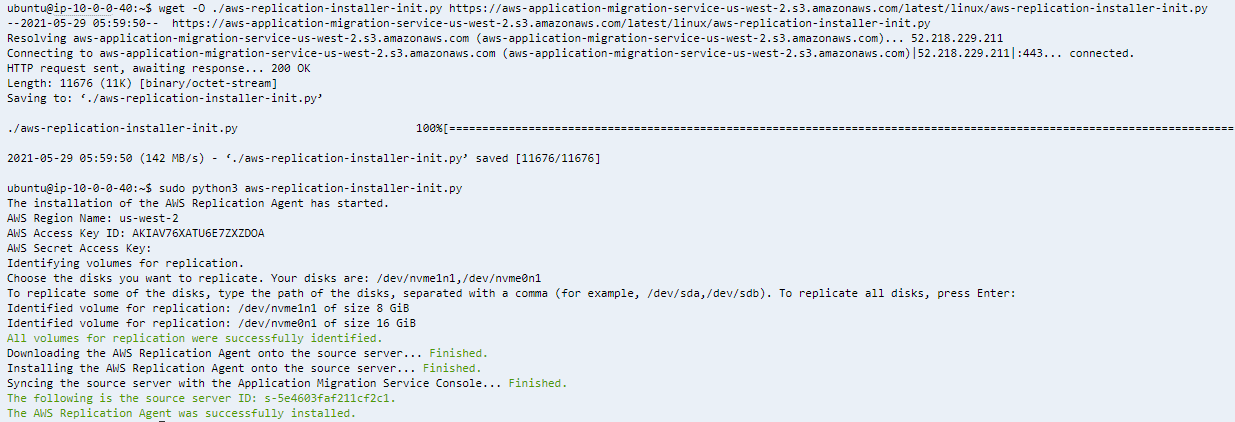 ubuntu@ip-10-0-0-40:~$ wget -O ./aws-replication-installer-init.py https://aws-application-migration-service-us-west-2.s3.amazonaws.com/latest/linux/aws-replication-installer-init.py
--2021-05-29 05:59:50--  https://aws-application-migration-service-us-west-2.s3.amazonaws.com/latest/linux/aws-replication-installer-init.py
Resolving aws-application-migration-service-us-west-2.s3.amazonaws.com (aws-application-migration-service-us-west-2.s3.amazonaws.com)... 52.218.229.211
Connecting to aws-application-migration-service-us-west-2.s3.amazonaws.com (aws-application-migration-service-us-west-2.s3.amazonaws.com)|52.218.229.211|:443... connected.
HTTP request sent, awaiting response... 200 OK
Length: 11676 (11K) [binary/octet-stream]
Saving to: ‘./aws-replication-installer-init.py’
./aws-replication-installer-init.py 100%[=======================================================================================================================
2021-05-29 05:59:50 (142 MB/s) - ‘./aws-replication-installer-init.py’ saved [11676/11676]
ubuntu@ip-10-0-0-40:~$ sudo python3 aws-replication-installer-init.py
The installation of the AWS Replication Agent has started.
AWS Region Name: us-west-2
AWS Access Key ID: AKIAV76XATU6E7ZXZDOA
AWS Secret Access Key:
Identifying volumes for replication.
Choose the disks you want to replicate. Your disks are: /dev/nvme1n1,/dev/nvme0n1
To replicate some of the disks, type the path of the disks, separated with a comma (for example, /dev/sda,/dev/sdb). To replicate all disks, press Enter:
Identified volume for replication: /dev/nvme1n1 of size 8 GiB
Identified volume for replication: /dev/nvme0n1 of size 16 GiB
All volumes for replication were successfully identified.
Downloading the AWS Replication Agent onto the source server... Finished.
Installing the AWS Replication Agent onto the source server... Finished.
Syncing the source server with the Application Migration Service Console... Finished.
The following is the source server ID: s-5e4603faf211cf2c1.
The AWS Replication Agent was successfully installed.